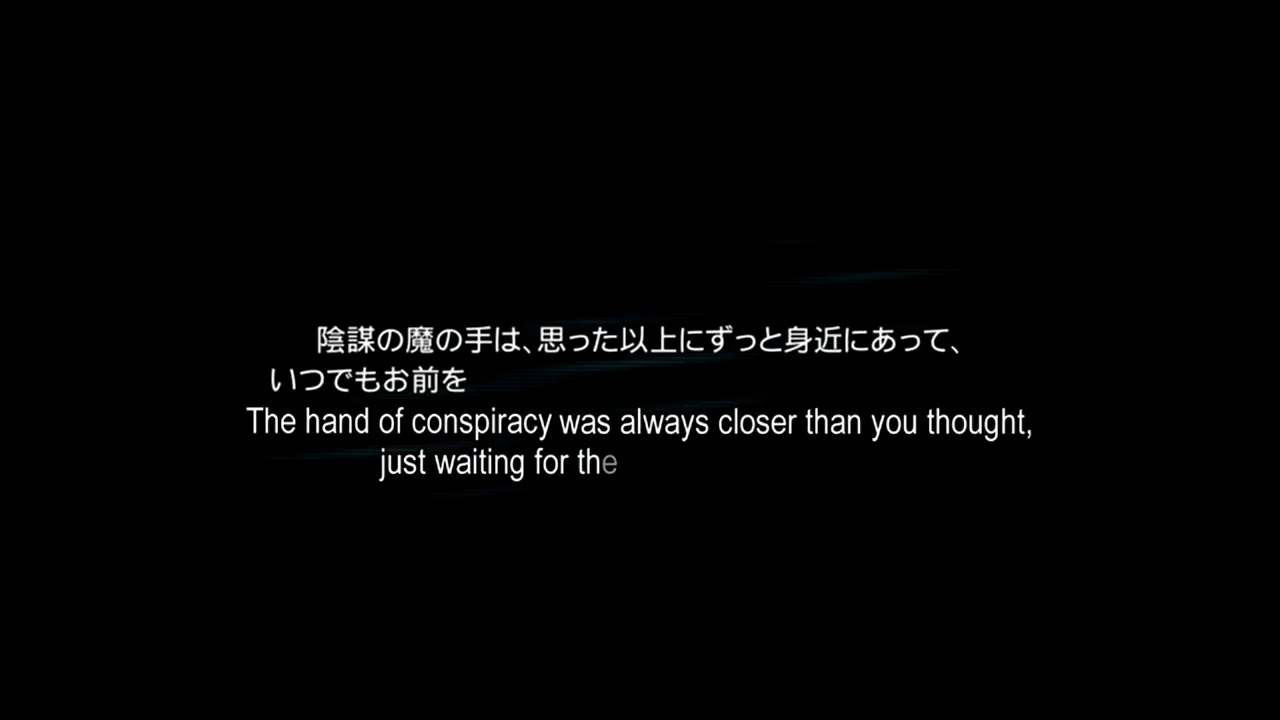 陰謀の魔の手は、思った以上にずっと身近にあって、
いつでもお前を
The hand of conspiracy was always closer than you thought,
just waiting for the